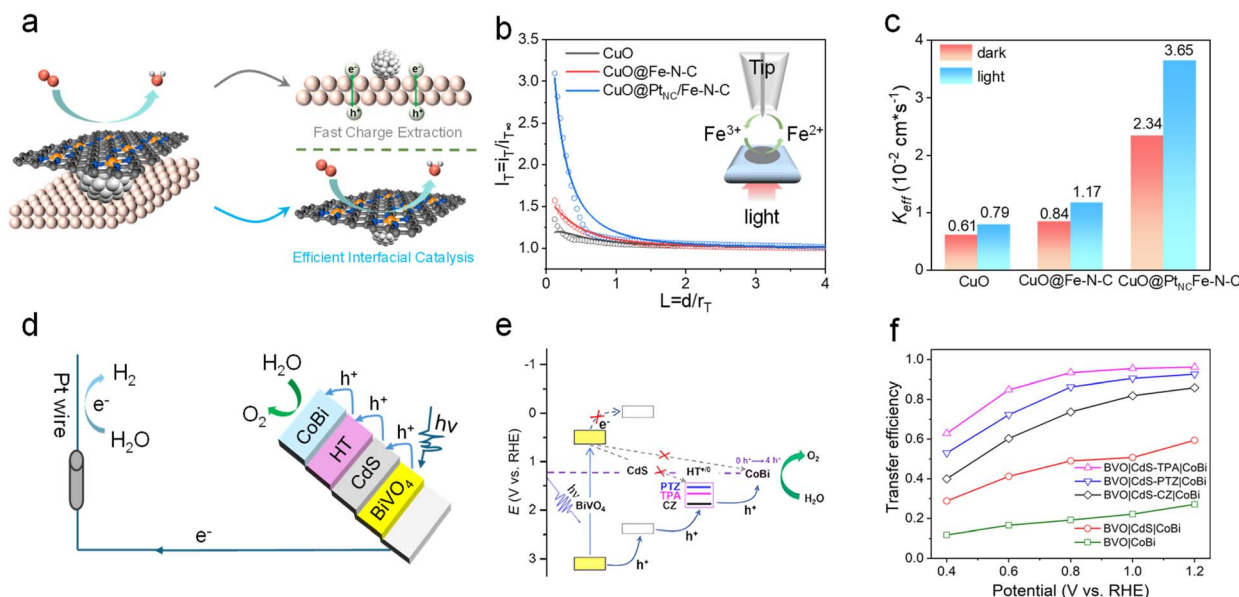 a
e⁻
e⁻
h⁺
h⁺
Fast Charge Extraction
Efficient Interfacial Catalysis
b
CuO
CuO@Fe-N-C
CuO@Pt_NC/Fe-N-C
Tip
Fe³⁺
Fe²⁺
light
I_T=i_T/i_T∞
3.5
3.0
2.5
2.0
1.5
1.0
0
1
2
3
4
L=d/r_T
c
dark
light
K_eff (10⁻² cm*s⁻¹)
4
3
2
1
0
0.61
0.79
0.84
1.17
2.34
3.65
CuO
CuO@Fe-N-C
CuO@Pt_NCFe-N-C
d
Pt wire
H₂
e⁻
H₂O
H₂O
O₂
h⁺
h⁺
h⁺
hν
CoBi
HT
CdS
BiVO₄
e⁻
e
E (V vs. RHE)
-1
0
1
2
3
e⁻
CdS
HT⁺/⁰
0 h⁺→4 h⁺
CoBi
O₂
H₂O
hν
BiVO₄
PTZ
TPA
CZ
h⁺
h⁺
h⁺
f
Transfer efficiency
1.0
0.8
0.6
0.4
0.2
0.0
BVO|CdS-TPA|CoBi
BVO|CdS-PTZ|CoBi
BVO|CdS-CZ|CoBi
BVO|CdS|CoBi
BVO|CoBi
0.4
0.6
0.8
1.0
1.2
Potential (V vs. RHE)